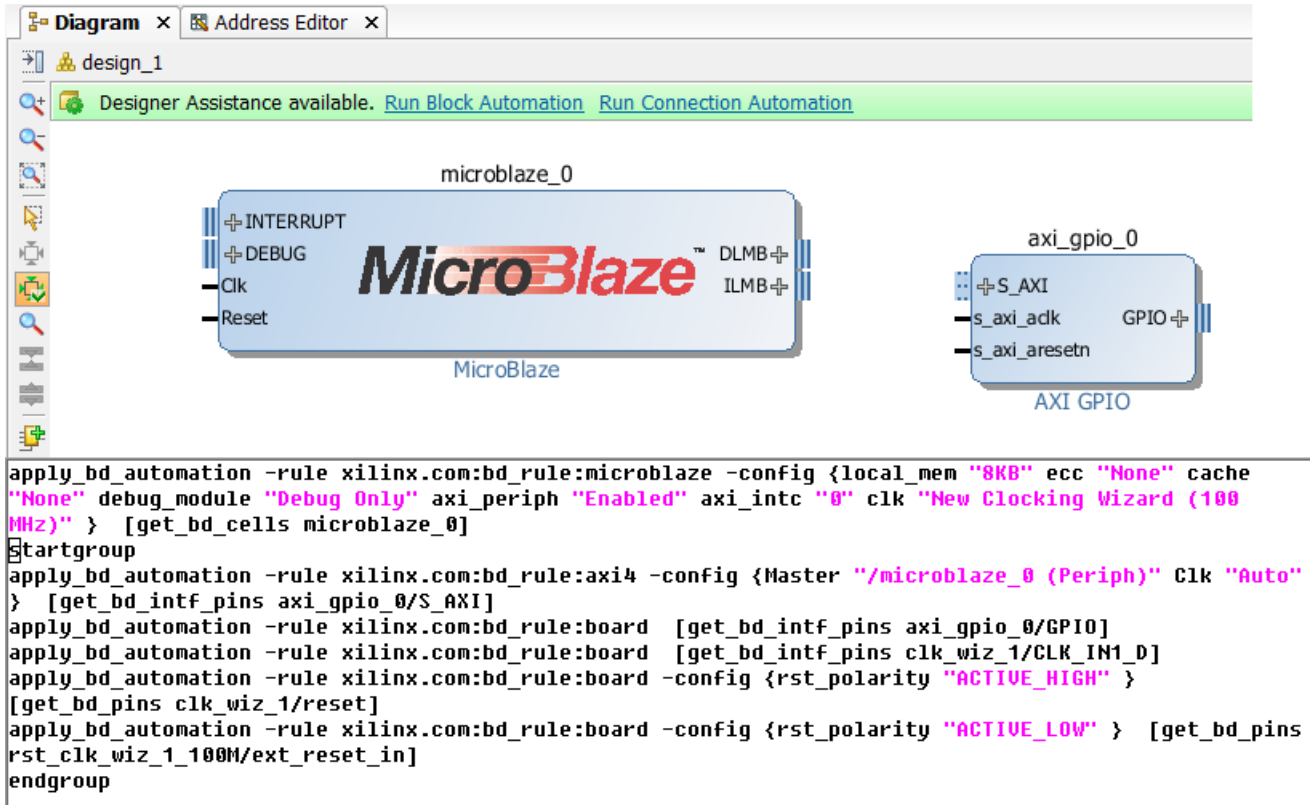 Diagram × Address Editor ×
design_1
Designer Assistance available. Run Block Automation Run Connection Automation
microblaze_0
INTERRUPT
DEBUG
Clk
Reset
MicroBlaze™
DLMB
ILMB
MicroBlaze
axi_gpio_0
S_AXI
s_axi_aclk
s_axi_aresetn
GPIO
AXI GPIO
apply_bd_automation -rule xilinx.com:bd_rule:microblaze -config {local_mem "8KB" ecc "None" cache
"None" debug_module "Debug Only" axi_periph "Enabled" axi_intc "0" clk "New Clocking Wizard (100
MHz)" }  [get_bd_cells microblaze_0]
startgroup
apply_bd_automation -rule xilinx.com:bd_rule:axi4 -config {Master "/microblaze_0 (Periph)" Clk "Auto"
}  [get_bd_intf_pins axi_gpio_0/S_AXI]
apply_bd_automation -rule xilinx.com:bd_rule:board  [get_bd_intf_pins axi_gpio_0/GPIO]
apply_bd_automation -rule xilinx.com:bd_rule:board  [get_bd_intf_pins clk_wiz_1/CLK_IN1_D]
apply_bd_automation -rule xilinx.com:bd_rule:board -config {rst_polarity "ACTIVE_HIGH" }
[get_bd_pins clk_wiz_1/reset]
apply_bd_automation -rule xilinx.com:bd_rule:board -config {rst_polarity "ACTIVE_LOW" }  [get_bd_pins
rst_clk_wiz_1_100M/ext_reset_in]
endgroup